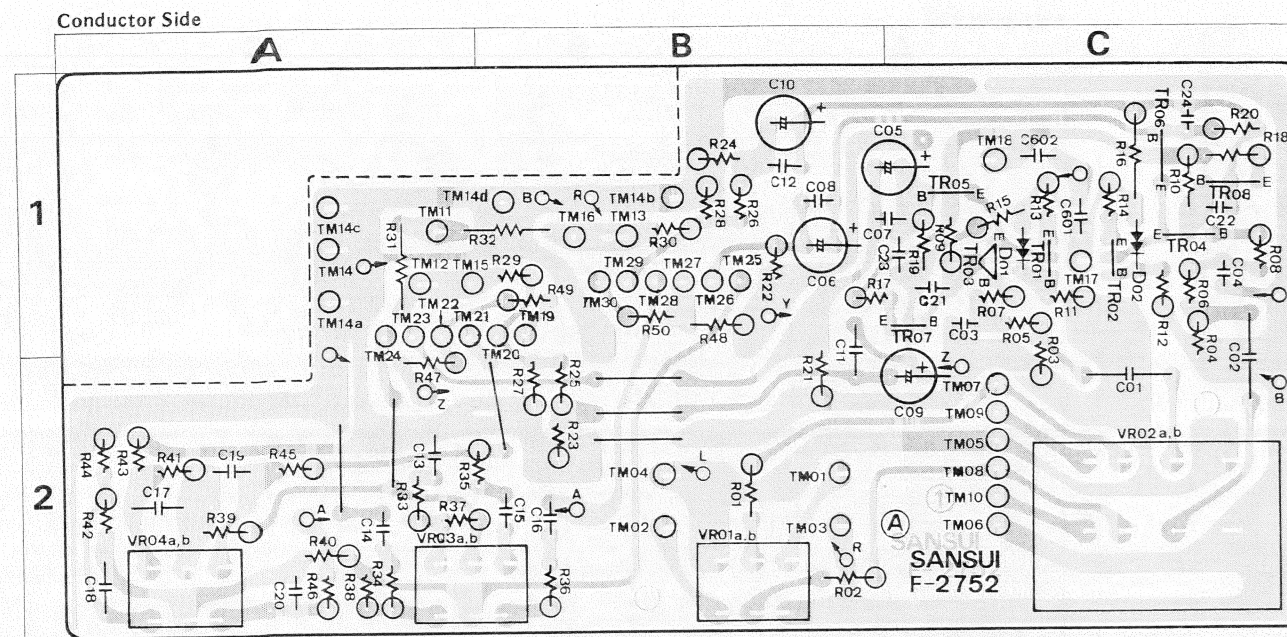 Conductor Side
A B C
1
C10
C24
TR06
B
R20
R18
R24
C05
TM18
C602
R16
R10
E
TR08
C12
C08
TR05
B E
R15
R13
C601
R14
C22
TM14d
B
R
TM14b
TM16
TM13
R28
R26
TM11
TM14c
R31
R32
R30
C07
C23
R19
R09
TR03
E
B
D01
TR01
E
B
E
B
TR02
D02
E B
TR04
R08
TM14
TM12
TM15
R29
TM29
TM27
TM25
R22
C06
TM17
C04
R49
TM30
TM28
TM26
R17
C21
R07
R11
R12
R06
TM14a
TM22
TM23
TM21
TM19
R50
R48
Y
E B
TR07
C03
R05
R03
R04
C02
TM24
TM20
R47
Z
R27
R25
R21
C11
C09
Z
TM07
C01
B
2
TM09
R44
R43
R41
C19
R45
C13
R35
R23
TM04
L
TM01
TM05
TM08
VR02a,b
R42
C17
R39
A
C14
R33
R37
C15
C16
A
TM02
R01
TM03
A
TM10
TM06
VR04a,b
R40
VR03a,b
VR01a,b
R
SANSUI
F-2752
C18
C20
R46
R38
R34
R36
R02